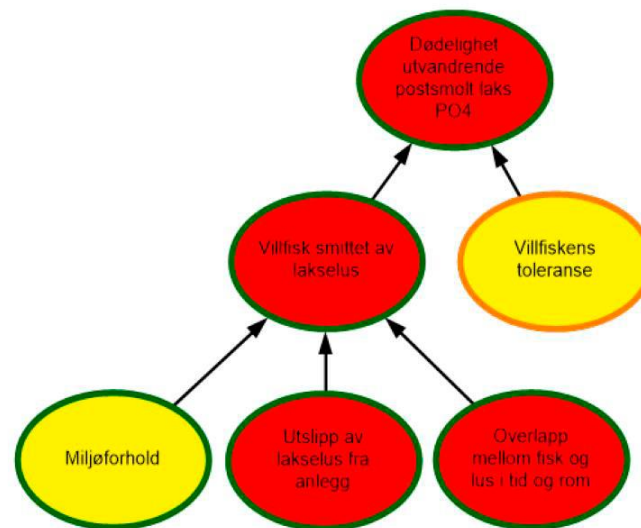 Dødelighet
utvandrende
postsmolt laks
PO4
Villfisk smittet av
lakselus
Villfiskens
toleranse
Miljøforhold
Utslipp av
lakselus fra
anlegg
Overlapp
mellom fisk og
lus i tid og rom